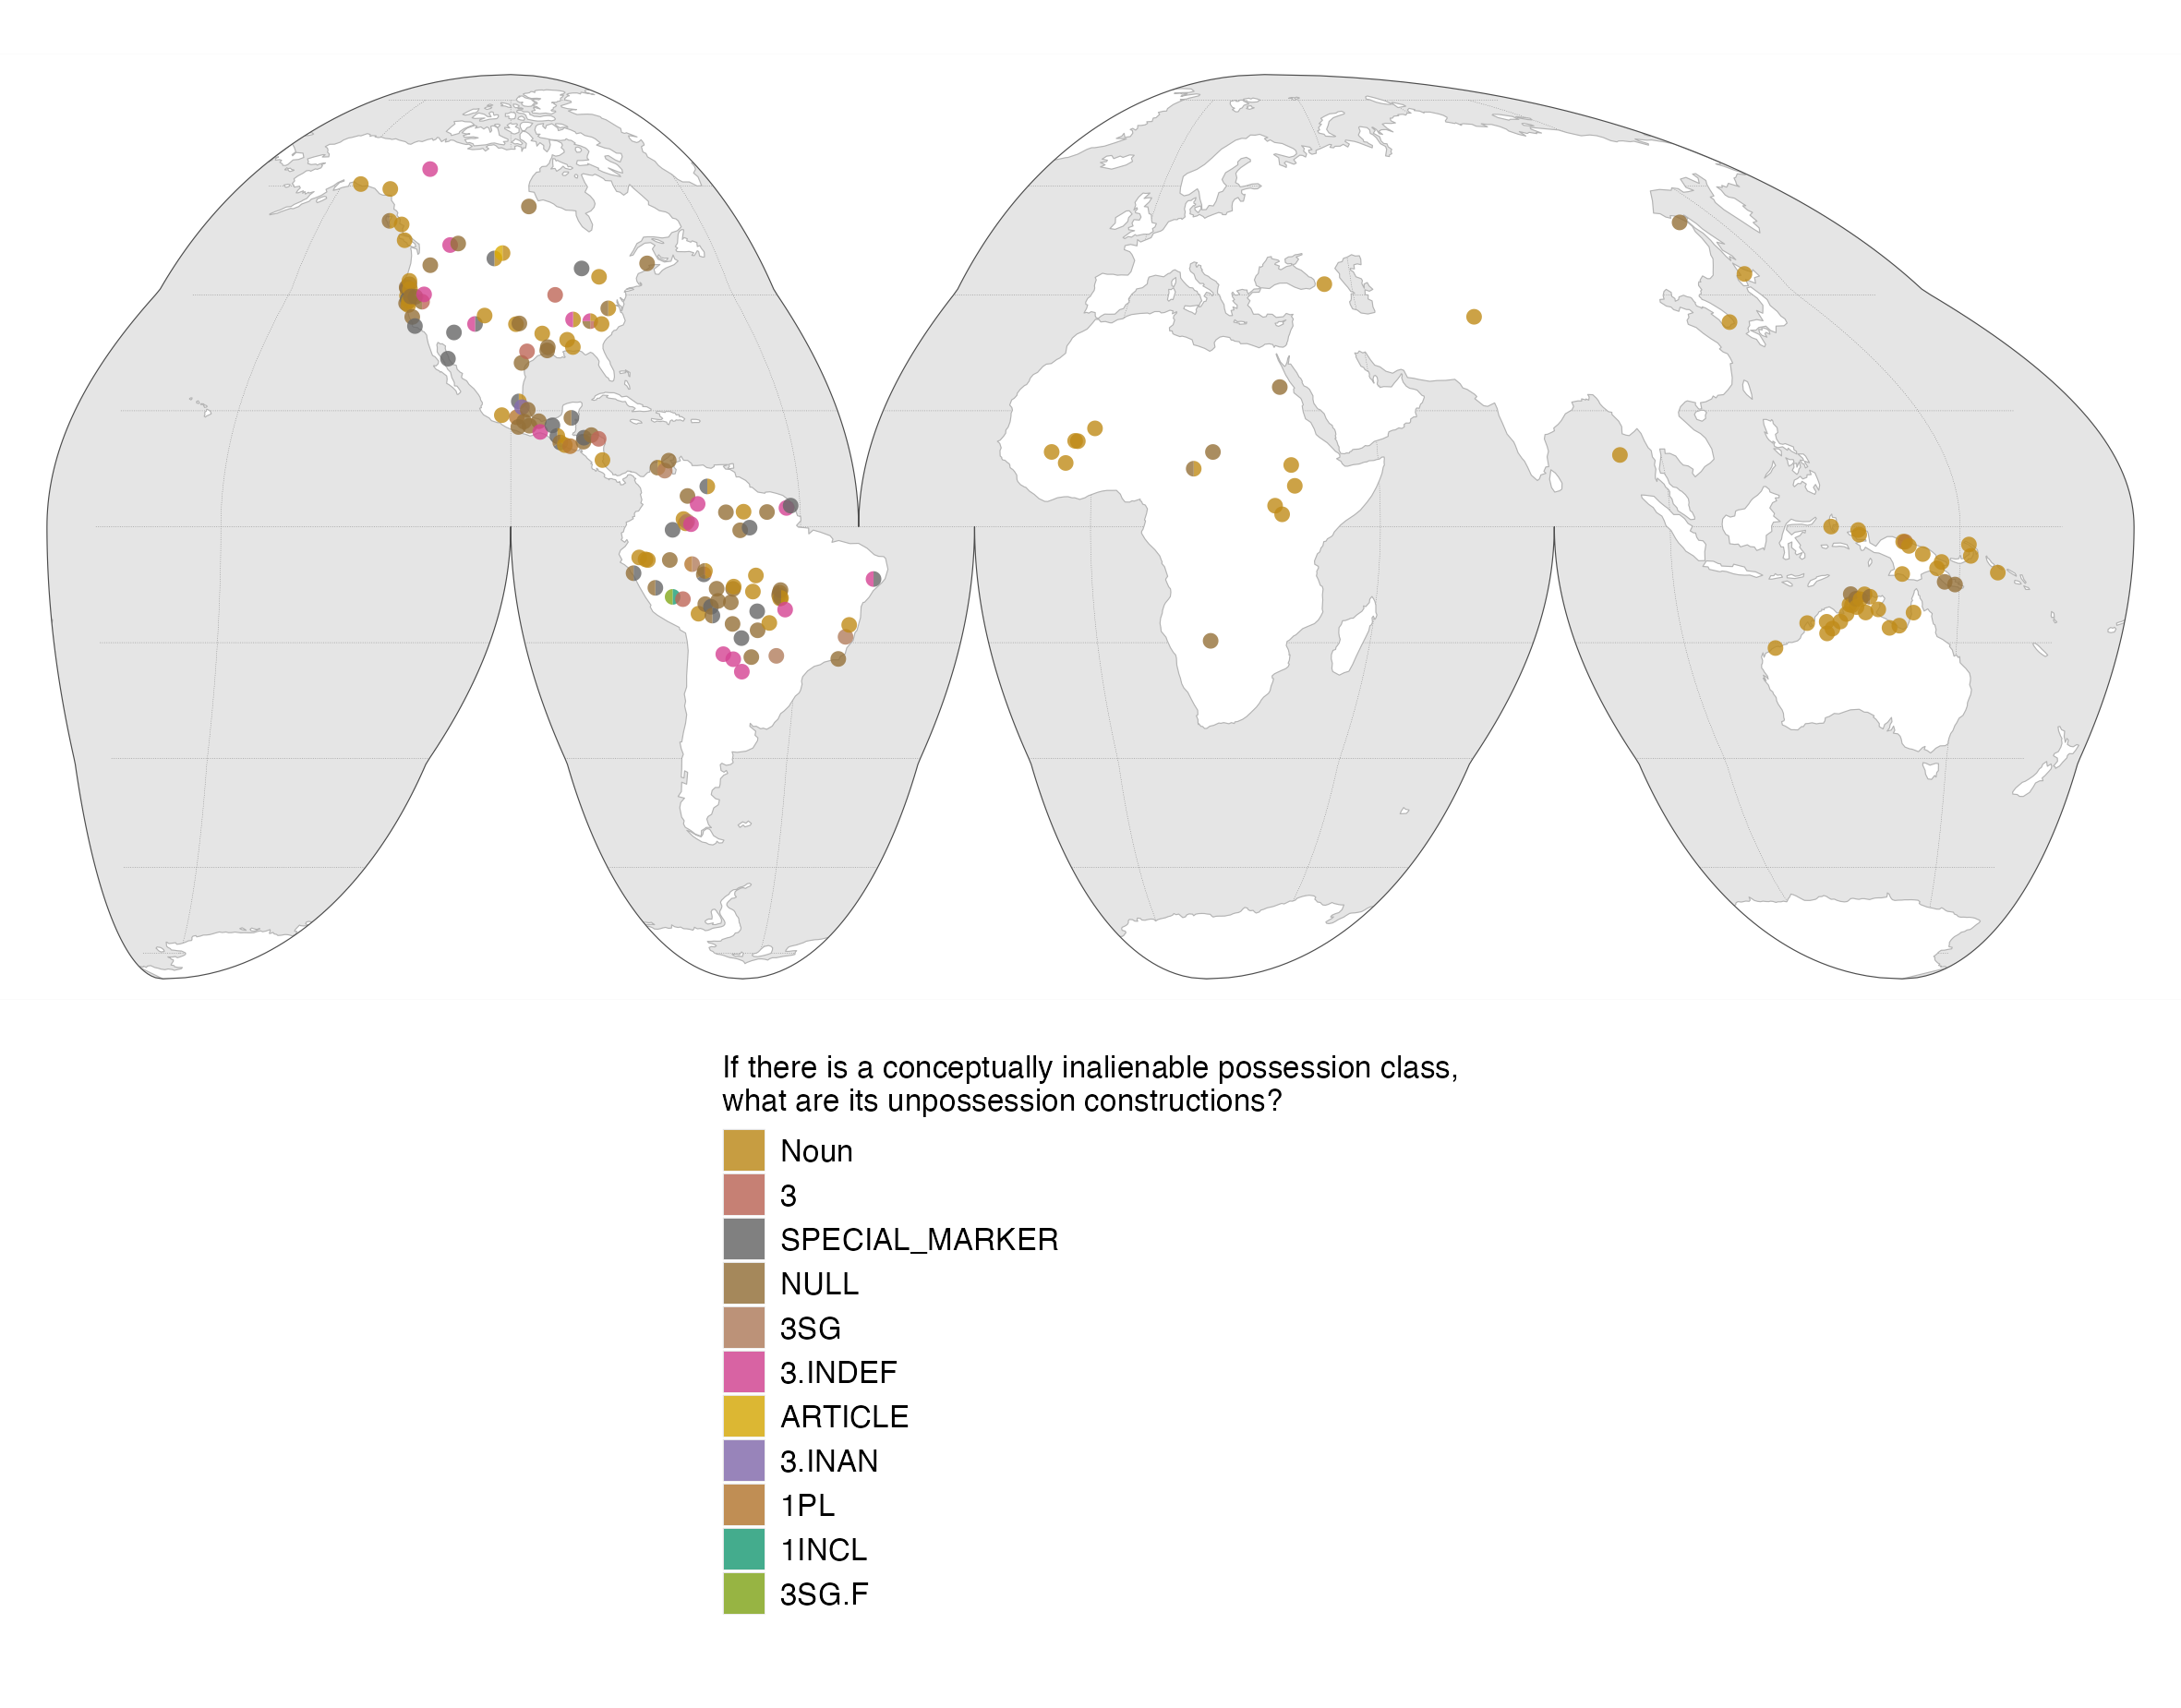 If there is a conceptually inalienable possession class,
what are its unpossession constructions?
Noun
3
SPECIAL_MARKER
NULL
3SG
3.INDEF
ARTICLE
3.INAN
1PL
1INCL
3SG.F